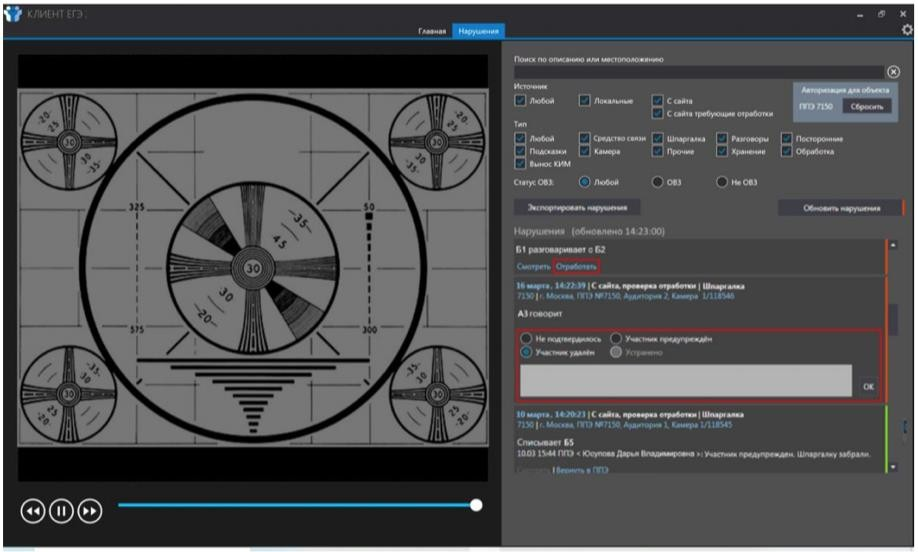 КЛИЕНТ ЕГЭ
Главная Нарушения
Поиск по описанию или местоположению
Источник
Любой Локальные С сайта
С сайта требующие отработки
Авторизация для объекта
ППЭ 7150 Сбросить
Тип
Любой Средство связи Шпаргалка Разговоры Посторонние
Подсказки Камера Прочие Хранение Обработка
Вынос КИМ
Статус ОВЗ: Любой ОВЗ Не ОВЗ
Экспортировать нарушения Обновить нарушения
Нарушения (обновлено 14:23:00)
Б1 разговаривает с Б2
Смотреть Отработать
16 марта, 14:22:39 | С сайта, проверка отработки | Шпаргалка
7150 | г. Москва, ППЭ №7150, Аудитория 2, Камера 1/118546
А3 говорит
Не подтвердилось Участник предупреждён
Участник удалён Устранено
ОК
10 марта, 14:20:23 | С сайта, проверка отработки | Шпаргалка
7150 | г. Москва, ППЭ №7150, Аудитория 1, Камера 1/118545
Списывает Б5
10.03 15:44 ППЭ < Юсупова Дарья Владимировна >: Участник предупрежден. Шпаргалку забрали.
Смотреть | Вернуть в ППЭ
-20- 25 30 25 -35-
-20- 25 30 25 -35-
325 50
-35-
45
30
30
-20-
575 300
-35- 30 25 -20-
-35- 30 25 -20-